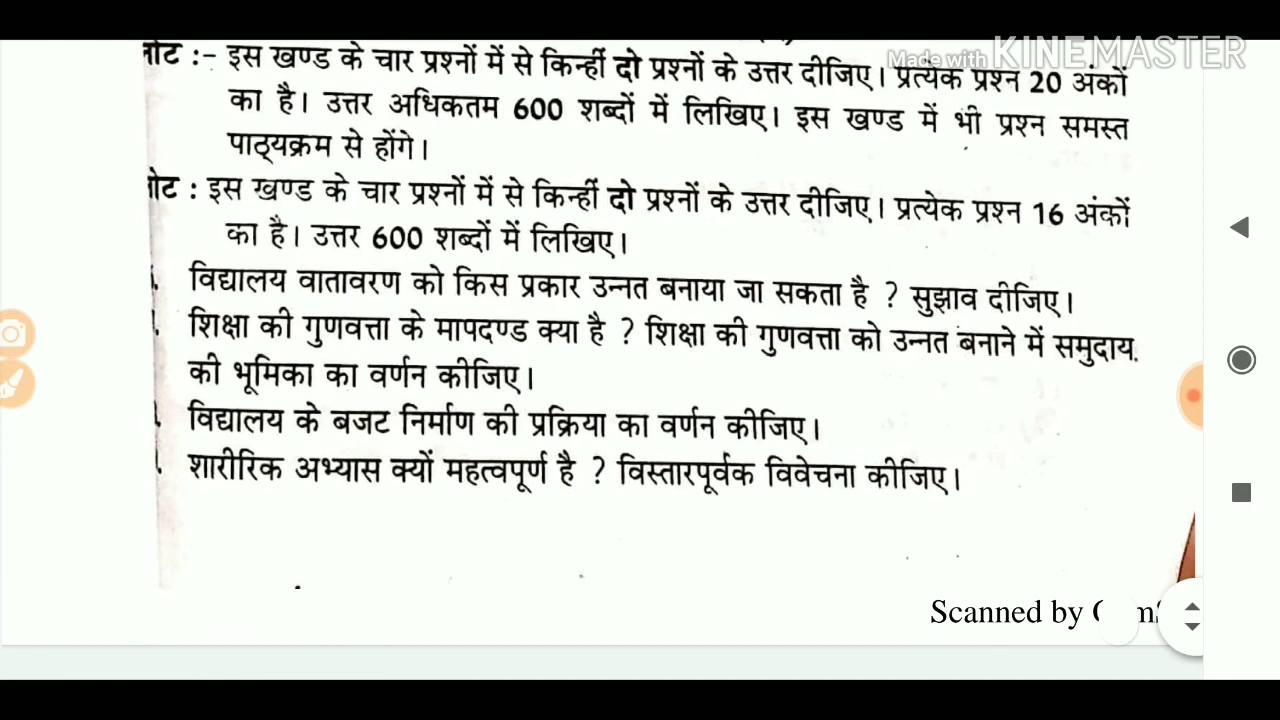 Made with KINEMASTER
नोट :- इस खण्ड के चार प्रश्नों में से किन्हीं दो प्रश्नों के उत्तर दीजिए। प्रत्येक प्रश्न 20 अंकों
का है। उत्तर अधिकतम 600 शब्दों में लिखिए। इस खण्ड में भी प्रश्न समस्त
पाठ्यक्रम से होंगे।
नोट : इस खण्ड के चार प्रश्नों में से किन्हीं दो प्रश्नों के उत्तर दीजिए। प्रत्येक प्रश्न 16 अंकों
का है। उत्तर 600 शब्दों में लिखिए।
विद्यालय वातावरण को किस प्रकार उन्नत बनाया जा सकता है ? सुझाव दीजिए।
शिक्षा की गुणवत्ता के मापदण्ड क्या है ? शिक्षा की गुणवत्ता को उन्नत बनाने में समुदाय
की भूमिका का वर्णन कीजिए।
विद्यालय के बजट निर्माण की प्रक्रिया का वर्णन कीजिए।
शारीरिक अभ्यास क्यों महत्वपूर्ण है ? विस्तारपूर्वक विवेचना कीजिए।
Scanned by